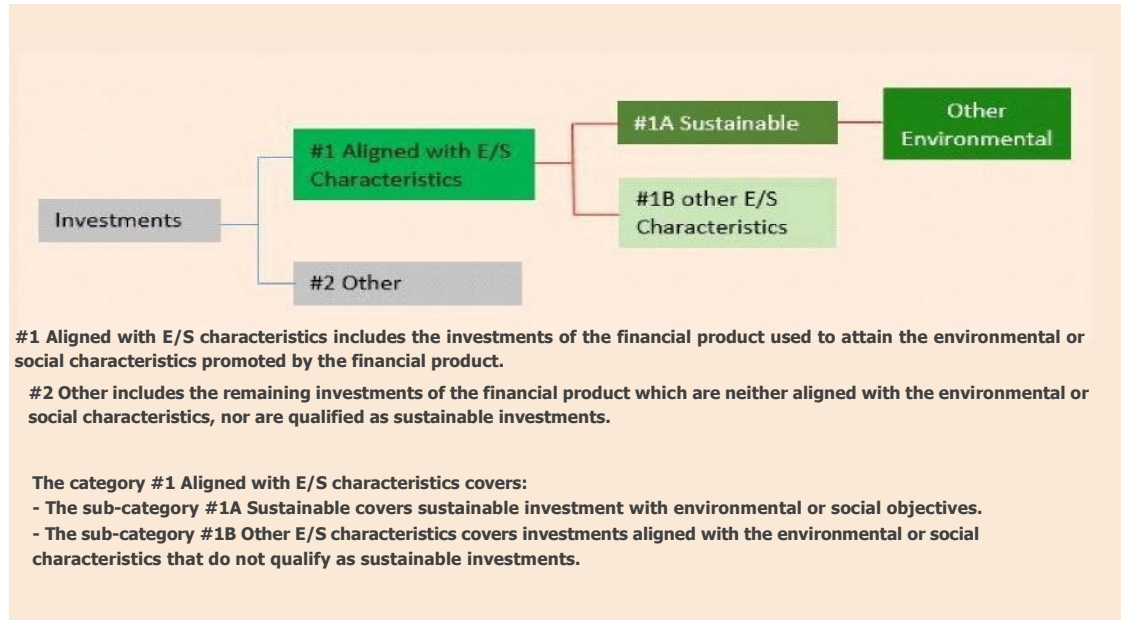 Other
Environmental
#1A Sustainable
#1 Aligned with E/S
Characteristics
#1B other E/S
Characteristics
Investments
#2 Other
#1 Aligned with E/S characteristics includes the investments of the financial product used to attain the environmental or
social characteristics promoted by the financial product.
#2 Other includes the remaining investments of the financial product which are neither aligned with the environmental or
social characteristics, nor are qualified as sustainable investments.
The category #1 Aligned with E/S characteristics covers:
- The sub-category #1A Sustainable covers sustainable investment with environmental or social objectives.
- The sub-category #1B Other E/S characteristics covers investments aligned with the environmental or social
characteristics that do not qualify as sustainable investments.